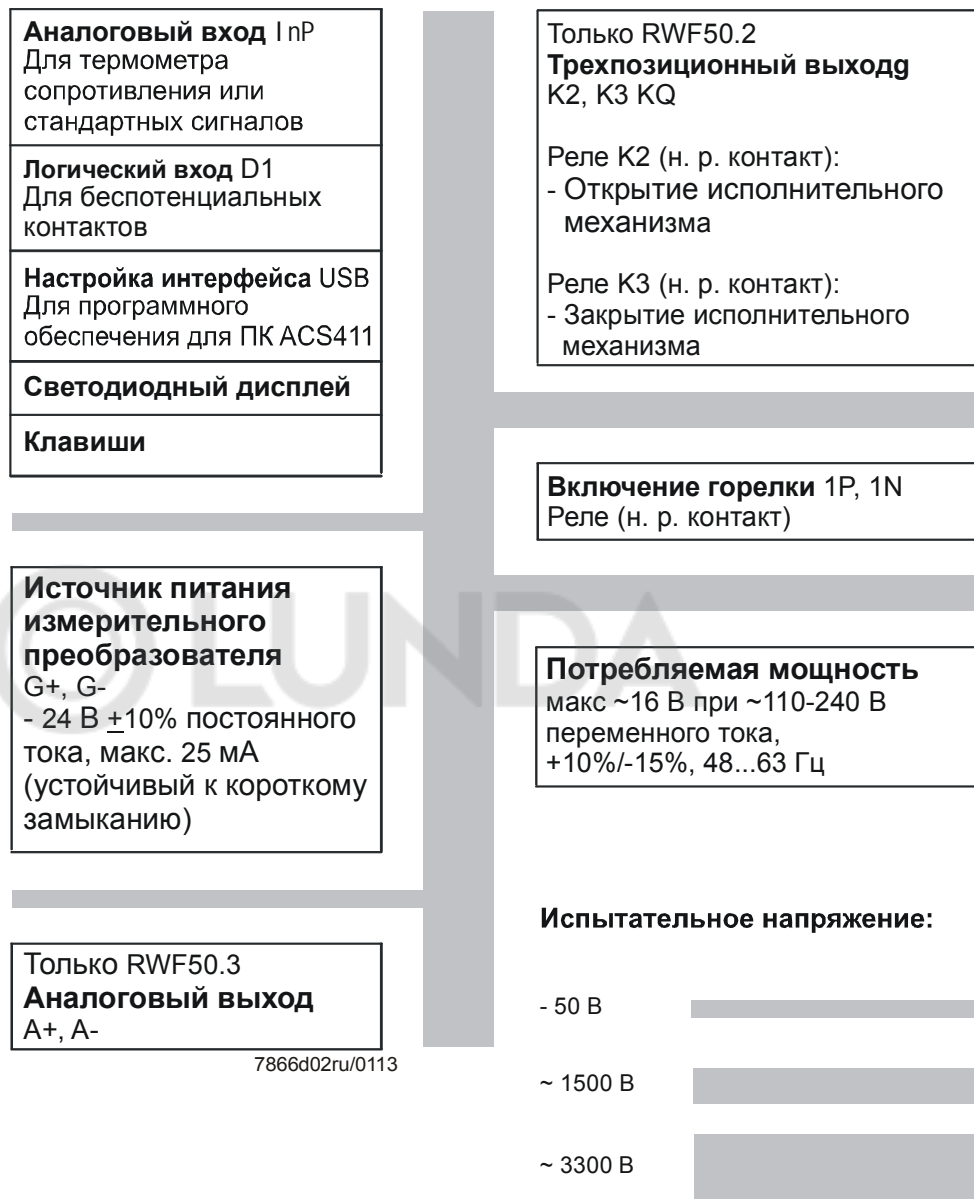 Аналоговый вход InP
Для термометра
сопротивления или
стандартных сигналов
Логический вход D1
Для беспотенциальных
контактов
Настройка интерфейса USB
Для программного
обеспечения для ПК ACS411
Светодиодный дисплей
Клавиши
Источник питания
измерительного
преобразователя
G+, G-
- 24 В ±10% постоянного
тока, макс. 25 мА
(устойчивый к короткому
замыканию)
Только RWF50.3
Аналоговый выход
A+, A-
7866d02ru/0113
Только RWF50.2
Трехпозиционный выходg
K2, K3 KQ
Реле K2 (н. р. контакт):
- Открытие исполнительного
механизма
Реле K3 (н. р. контакт):
- Закрытие исполнительного
механизма
Включение горелки 1P, 1N
Реле (н. р. контакт)
Потребляемая мощность
макс ~16 В при ~110-240 В
переменного тока,
+10%/-15%, 48...63 Гц
Испытательное напряжение:
- 50 В
~ 1500 В
~ 3300 В
LUNDA